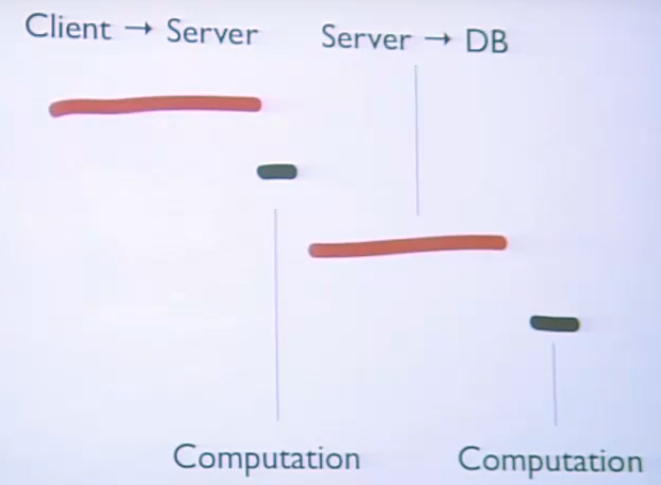 Client → Server
Server → DB
Computation
Computation